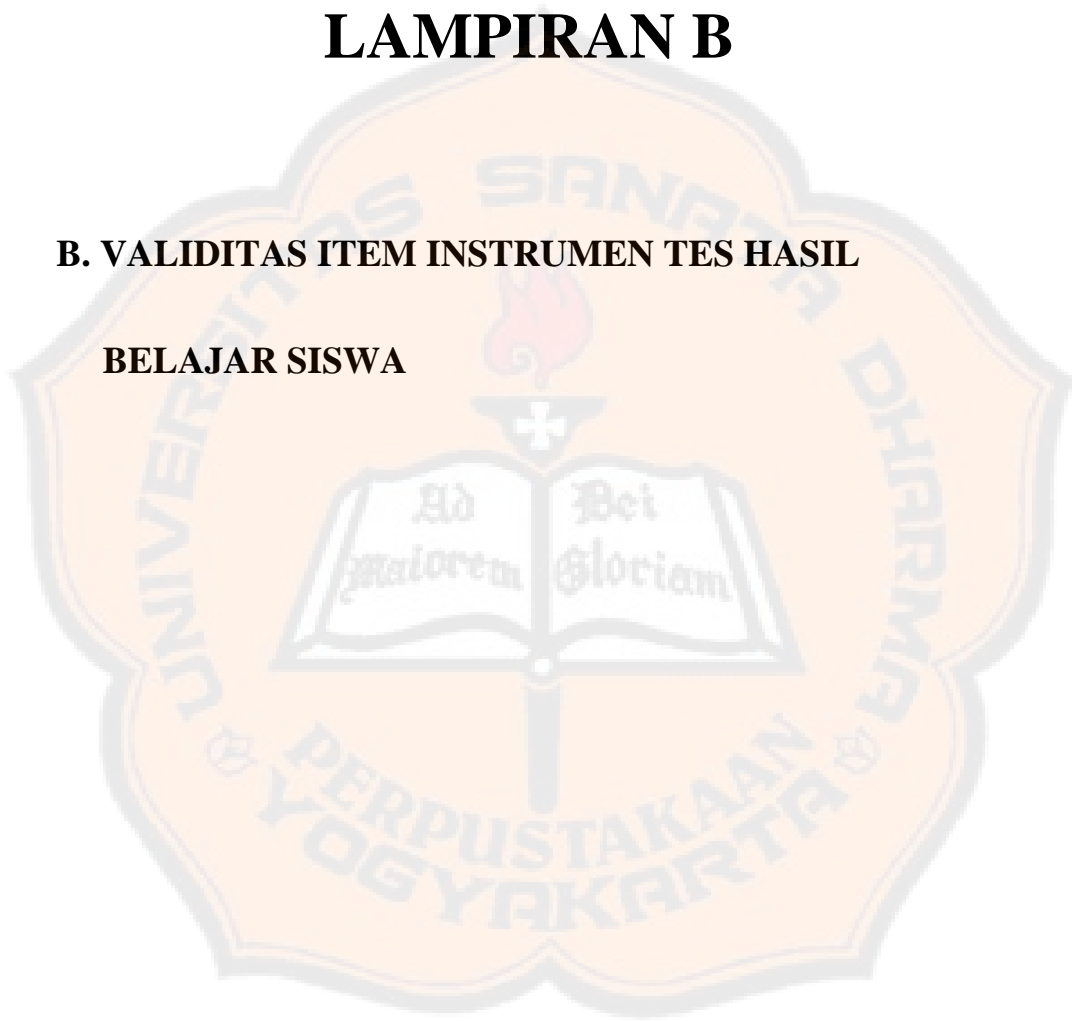 LAMPIRAN B
B. VALIDITAS ITEM INSTRUMEN TES HASIL
BELAJAR SISWA
UNIVERSITAS SANATA DHARMA
Ad Dei
Maiorem Gloriam
PERPUSTAKAAN
YOGYAKARTA